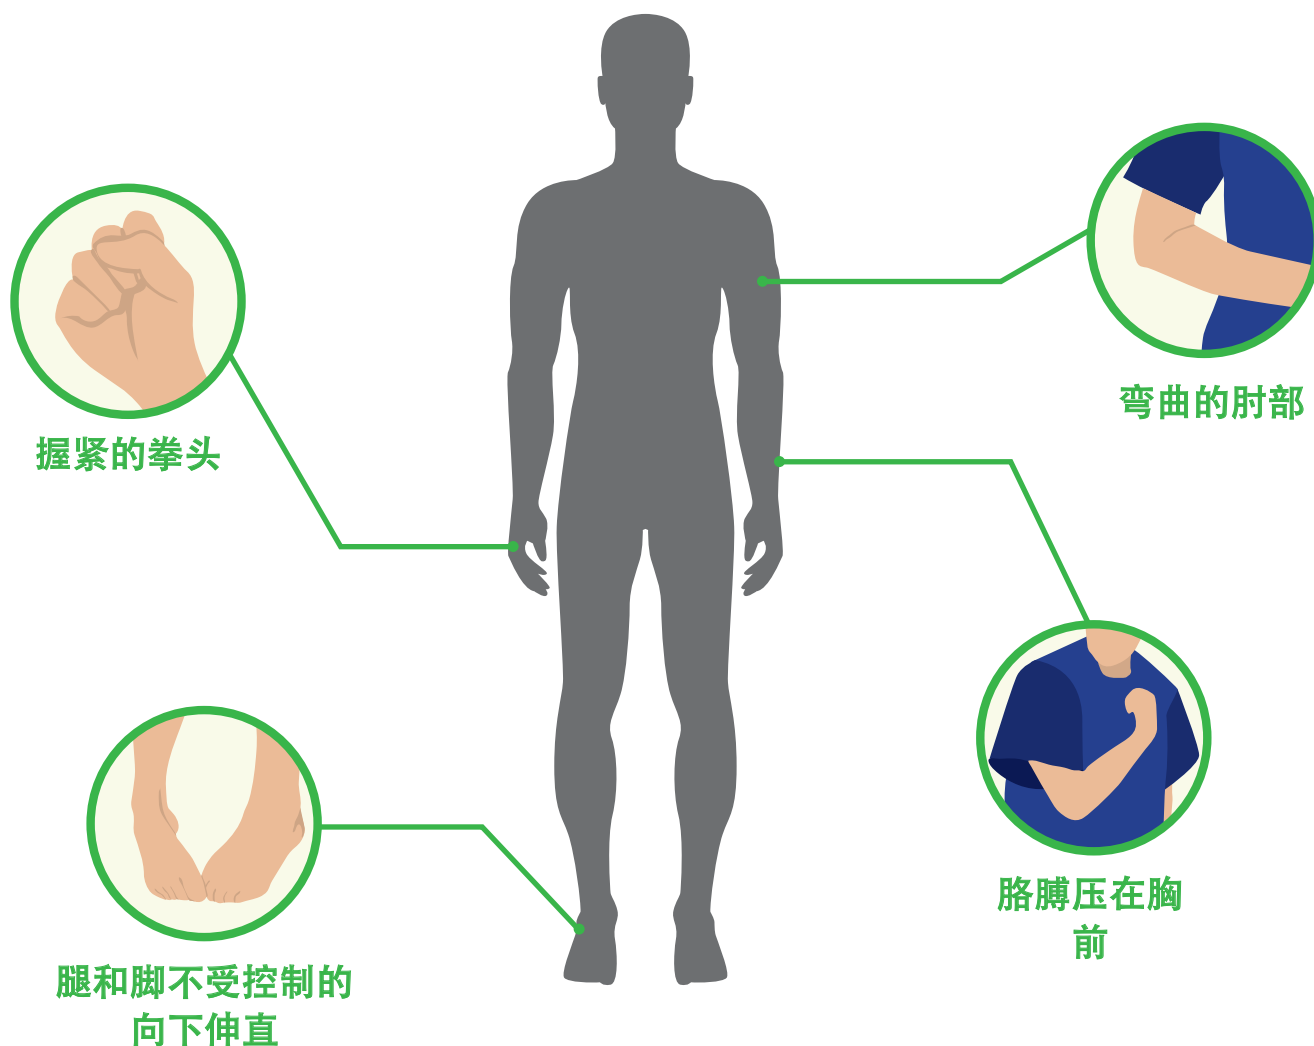 弯曲的肘部
握紧的拳头
胳膊压在胸
前
腿和脚不受控制的
向下伸直